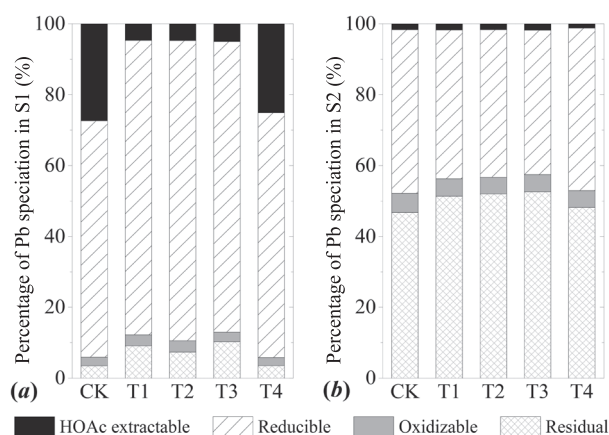 Percentage of Pb speciation in S1 (%)
100
80
60
40
20
0
(a)
CK T1 T2 T3 T4
Percentage of Pb speciation in S2 (%)
100
80
60
40
20
0
(b)
CK T1 T2 T3 T4
HOAc extractable Reducible Oxidizable Residual